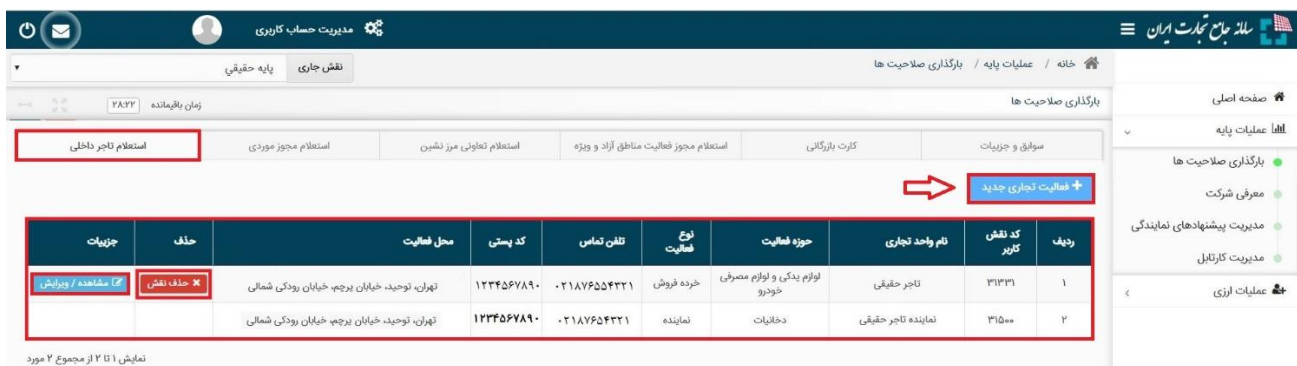 سامانه جامع تجارت ایران
مدیریت حساب کاربری
خانه / عملیات پایه / بارگذاری صلاحیت ها
نقش جاری
پایه حقیقی
بارگذاری صلاحیت ها
زمان باقیمانده ۲۸:۲۲
صفحه اصلی
عملیات پایه
بارگذاری صلاحیت ها
معرفی شرکت
مدیریت پیشنهادهای نمایندگی
مدیریت کارتابل
عملیات ارزی
سوابق و جزییات
کارت بازرگانی
استعلام مجوز فعالیت مناطق آزاد و ویژه
استعلام تعاونی مرز نشین
استعلام مجوز موردی
استعلام تاجر داخلی
+ فعالیت تجاری جدید
ردیف
کد نقش
کاربر
نام واحد تجاری
حوزه فعالیت
نوع
فعالیت
تلفن تماس
کد پستی
محل فعالیت
حذف
جزییات
۱
۳۱۳۳۱
تاجر حقیقی
لوازم یدکی و لوازم مصرفی
خودرو
خرده فروش
۰۲۱۸۷۶۵۵۴۳۲۱
۱۲۳۴۵۶۷۸۹۰
تهران، توحید، خیابان پرچم، خیابان رودکی شمالی
حذف نقش
مشاهده / ویرایش
۲
۳۱۵۰۰
نماینده تاجر حقیقی
دخانیات
نماینده
۰۲۱۸۷۶۵۴۳۲۱
۱۲۳۴۵۶۷۸۹۰
تهران، توحید، خیابان پرچم، خیابان رودکی شمالی
نمایش ۱ تا ۲ از مجموع ۲ مورد